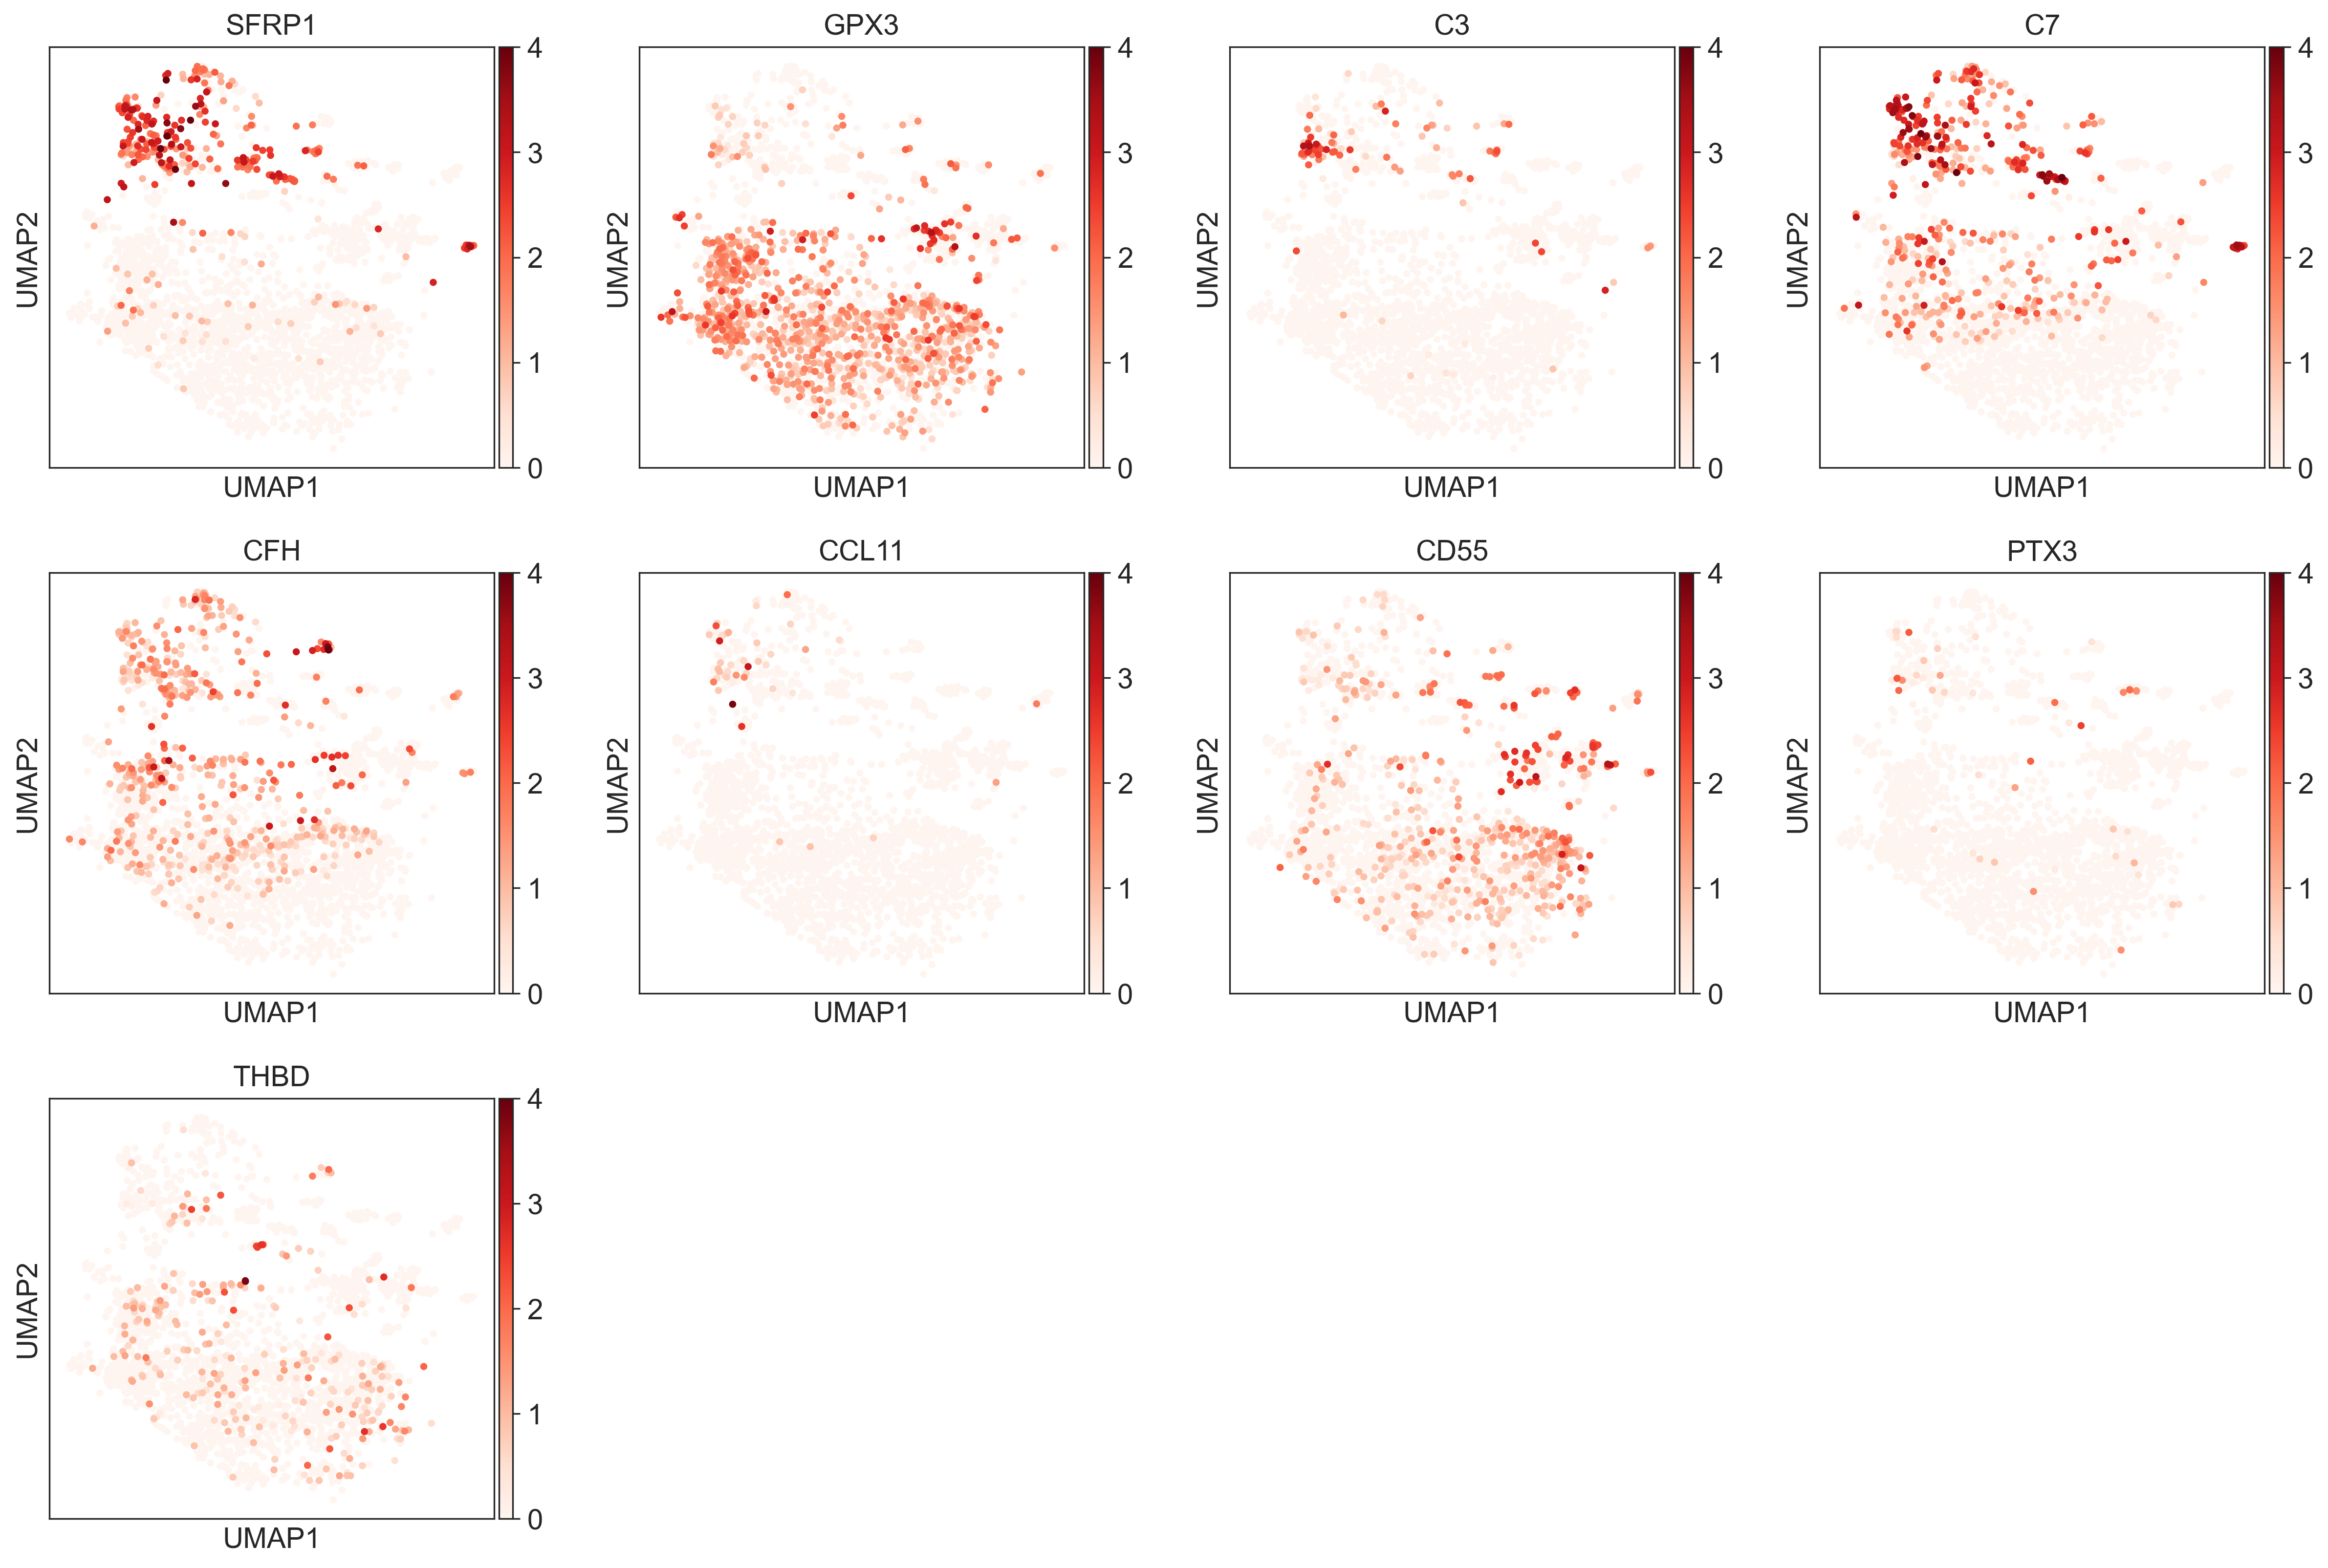 SFRP1 GPX3 C3 C7
UMAP2 4 3 2 1 0 UMAP2 4 3 2 1 0 UMAP2 4 3 2 1 0 UMAP2 4 3 2 1 0
UMAP1 UMAP1 UMAP1 UMAP1
CFH CCL11 CD55 PTX3
UMAP2 4 3 2 1 0 UMAP2 4 3 2 1 0 UMAP2 4 3 2 1 0 UMAP2 4 3 2 1 0
UMAP1 UMAP1 UMAP1 UMAP1
THBD
UMAP2 4 3 2 1 0
UMAP1